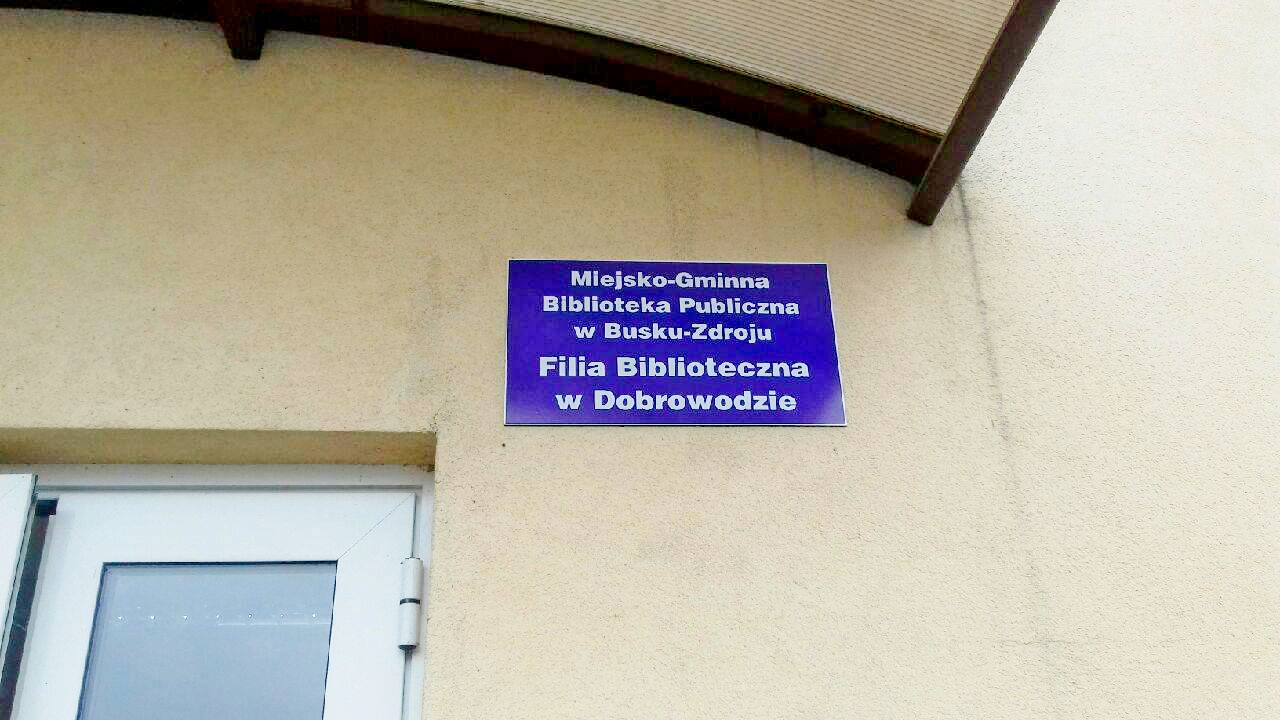 Miejsko-Gminna
Biblioteka Publiczna
w Busku-Zdroju
Filia Biblioteczna
w Dobrowodzie